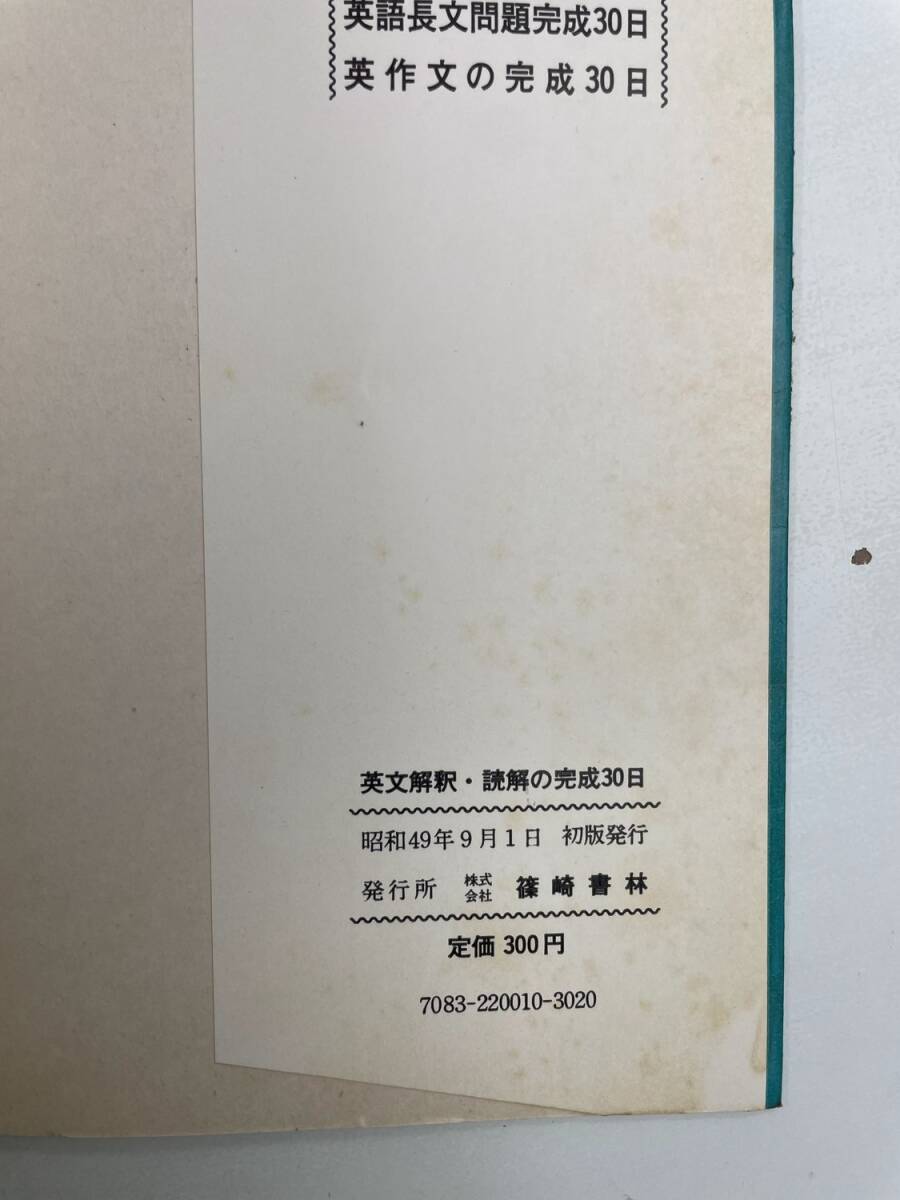 英語長文問題完成30日
英作文の完成30日
英文解釈・読解の完成30日
昭和49年9月1日 初版発行
発行所 株式会社 篠崎書林
定価 300円
7083-220010-3020